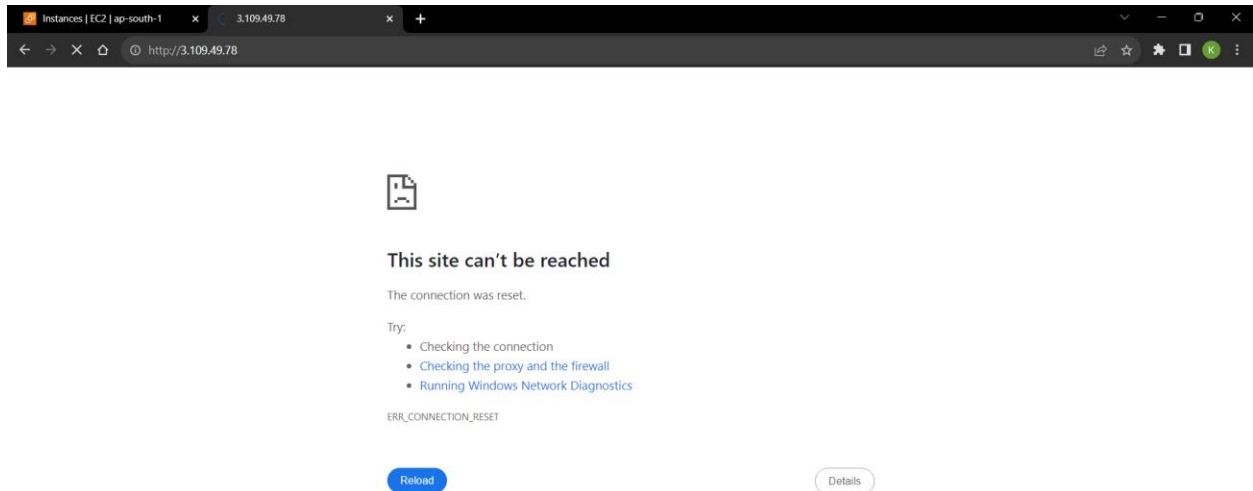 Instances | EC2 | ap-south-1 3.109.49.78
http://3.109.49.78 K
This site can't be reached
The connection was reset.
Try:
Checking the connection
Checking the proxy and the firewall
Running Windows Network Diagnostics
ERR_CONNECTION_RESET
Reload Details